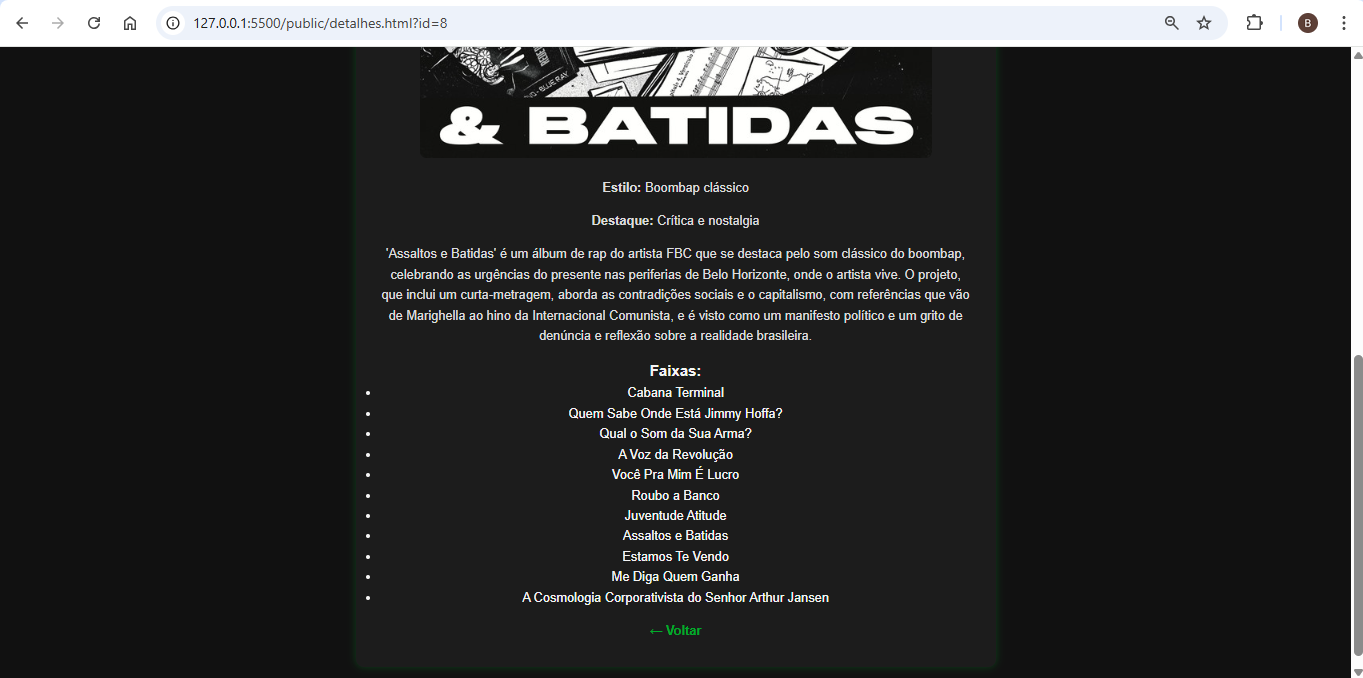 127.0.0.1:5500/public/detalhes.html?id=8
B
BLUE RAY
& BATIDAS
Estilo: Boombap clássico
Destaque: Crítica e nostalgia
'Assaltos e Batidas' é um álbum de rap do artista FBC que se destaca pelo som clássico do boombap,
celebrando as urgências do presente nas periferias de Belo Horizonte, onde o artista vive. O projeto,
que inclui um curta-metragem, aborda as contradições sociais e o capitalismo, com referências que vão
de Marighella ao hino da Internacional Comunista, e é visto como um manifesto político e um grito de
denúncia e reflexão sobre a realidade brasileira.
Faixas:
• Cabana Terminal
• Quem Sabe Onde Está Jimmy Hoffa?
• Qual o Som da Sua Arma?
• A Voz da Revolução
• Você Pra Mim É Lucro
• Roubo a Banco
• Juventude Atitude
• Assaltos e Batidas
• Estamos Te Vendo
• Me Diga Quem Ganha
• A Cosmologia Corporativista do Senhor Arthur Jansen
← Voltar